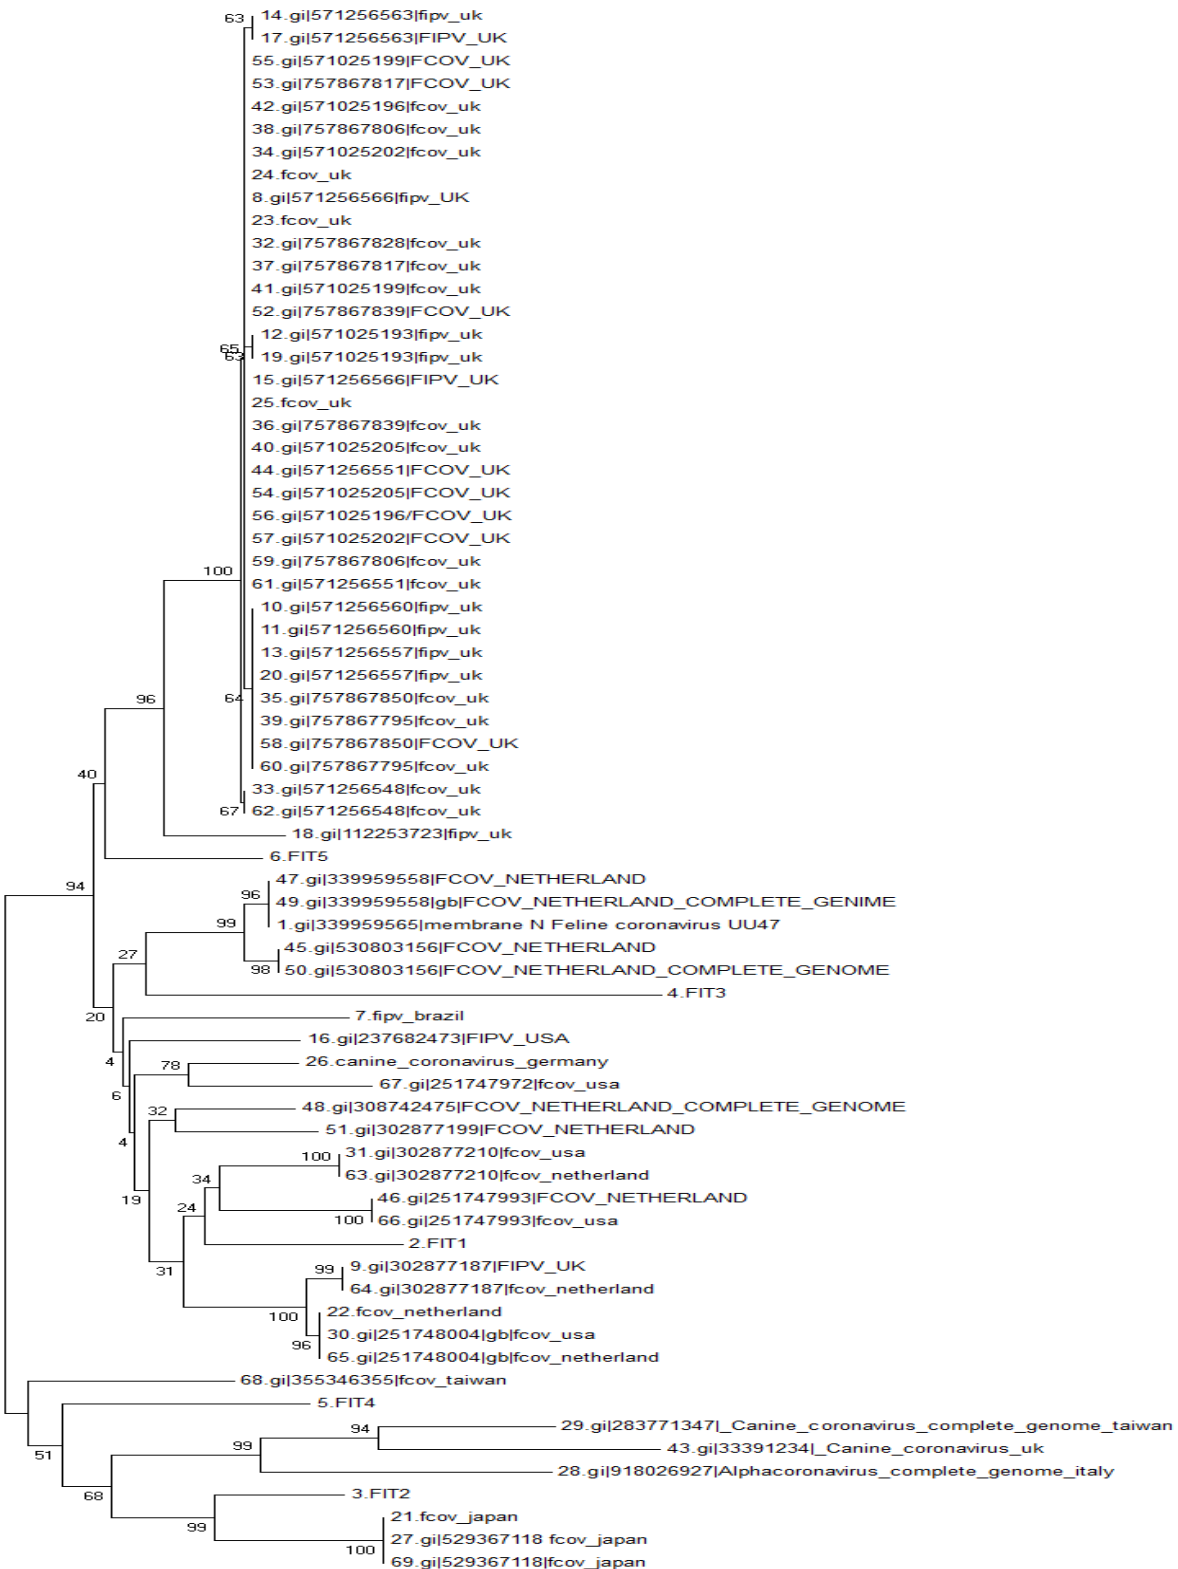 63
14.gi|571256563|fipv_uk
17.gi|571256563|FIPV_UK
55.gi|571025199|FCOV_UK
53.gi|757867817|FCOV_UK
42.gi|571025196|fcov_uk
38.gi|757867806|fcov_uk
34.gi|571025202|fcov_uk
24.fcov_uk
8.gi|571256566|fipv_UK
23.fcov_uk
32.gi|757867828|fcov_uk
37.gi|757867817|fcov_uk
41.gi|571025199|fcov_uk
52.gi|757867839|FCOV_UK
12.gi|571025193|fipv_uk
65
63
19.gi|571025193|fipv_uk
15.gi|571256566|FIPV_UK
25.fcov_uk
36.gi|757867839|fcov_uk
40.gi|571025205|fcov_uk
44.gi|571256551|FCOV_UK
54.gi|571025205|FCOV_UK
56.gi|571025196/FCOV_UK
57.gi|571025202|FCOV_UK
59.gi|757867806|fcov_uk
100
61.gi|571256551|fcov_uk
10.gi|571256560|fipv_uk
11.gi|571256560|fipv_uk
13.gi|571256557|fipv_uk
20.gi|571256557|fipv_uk
96
64
35.gi|757867850|fcov_uk
39.gi|757867795|fcov_uk
58.gi|757867850|FCOV_UK
60.gi|757867795|fcov_uk
40
33.gi|571256548|fcov_uk
67
62.gi|571256548|fcov_uk
18.gi|112253723|fipv_uk
6.FIT5
94
47.gi|339959558|FCOV_NETHERLAND
96
49.gi|339959558|gb|FCOV_NETHERLAND_COMPLETE_GENIME
99
1.gi|339959565|membrane N Feline coronavirus UU47
27
45.gi|530803156|FCOV_NETHERLAND
98
50.gi|530803156|FCOV_NETHERLAND_COMPLETE_GENOME
4.FIT3
20
7.fipv_brazil
16.gi|237682473|FIPV_USA
4
78
26.canine_coronavirus_germany
67.gi|251747972|fcov_usa
6
32
48.gi|308742475|FCOV_NETHERLAND_COMPLETE_GENOME
51.gi|302877199|FCOV_NETHERLAND
4
100
31.gi|302877210|fcov_usa
34
63.gi|302877210|fcov_netherland
19
46.gi|251747993|FCOV_NETHERLAND
24
100
66.gi|251747993|fcov_usa
2.FIT1
31
99
9.gi|302877187|FIPV_UK
64.gi|302877187|fcov_netherland
100
22.fcov_netherland
30.gi|251748004|gb|fcov_usa
96
65.gi|251748004|gb|fcov_netherland
68.gi|355346355|fcov_taiwan
5.FIT4
94
29.gi|283771347|_Canine_coronavirus_complete_genome_taiwan
99
43.gi|33391234|_Canine_coronavirus_uk
51
28.gi|918026927|Alphacoronavirus_complete_genome_italy
68
3.FIT2
99
21.fcov_japan
27.gi|529367118 fcov_japan
100
69.gi|529367118|fcov_japan